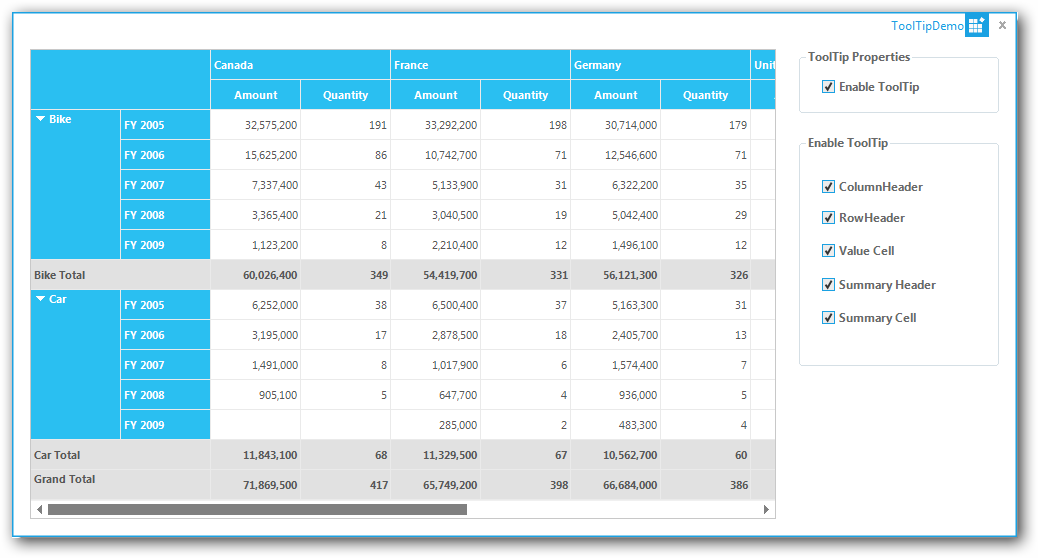 ToolTipDemo
Canada France Germany Unit
Amount Quantity Amount Quantity Amount Quantity
Bike FY 2005 32,575,200 191 33,292,200 198 30,714,000 179
FY 2006 15,625,200 86 10,742,700 71 12,546,600 71
FY 2007 7,337,400 43 5,133,900 31 6,322,200 35
FY 2008 3,365,400 21 3,040,500 19 5,042,400 29
FY 2009 1,123,200 8 2,210,400 12 1,496,100 12
Bike Total 60,026,400 349 54,419,700 331 56,121,300 326
Car FY 2005 6,252,000 38 6,500,400 37 5,163,300 31
FY 2006 3,195,000 17 2,878,500 18 2,405,700 13
FY 2007 1,491,000 8 1,017,900 6 1,574,400 7
FY 2008 905,100 5 647,700 4 936,000 5
FY 2009 285,000 2 483,300 4
Car Total 11,843,100 68 11,329,500 67 10,562,700 60
Grand Total 71,869,500 417 65,749,200 398 66,684,000 386
ToolTip Properties
Enable ToolTip
Enable ToolTip
ColumnHeader
RowHeader
Value Cell
Summary Header
Summary Cell